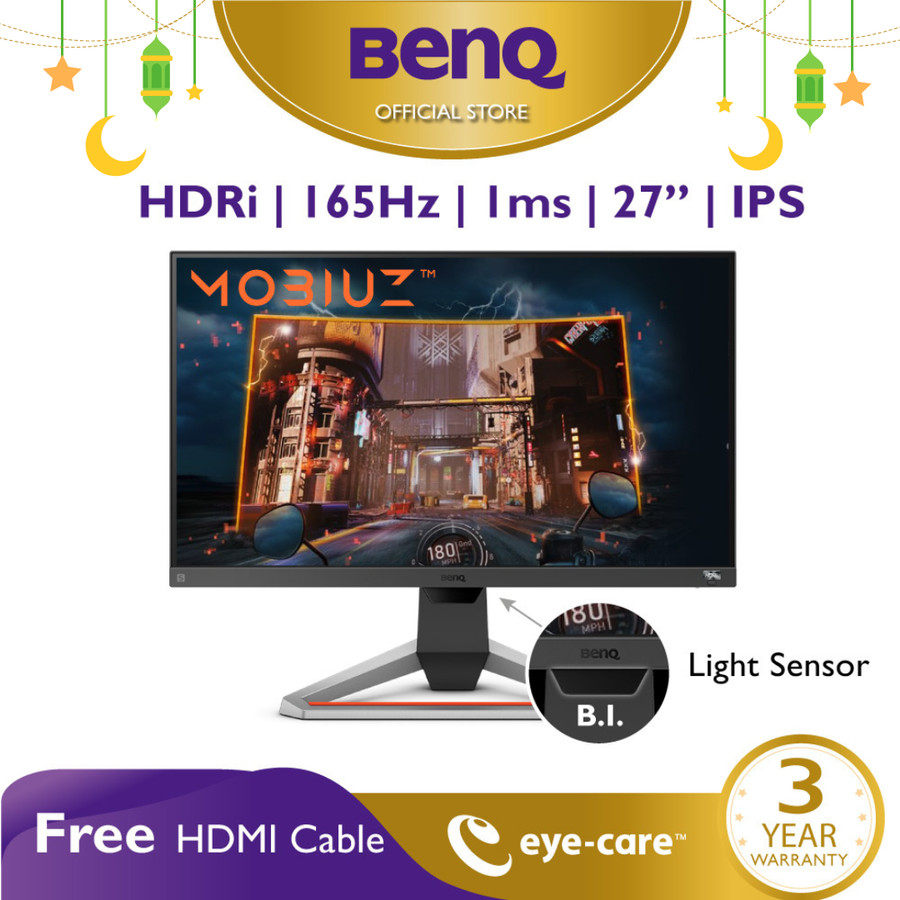 BenQ
OFFICIAL STORE
HDRi | 165Hz | 1ms | 27” | IPS
MOBIUZ™
180
MPH
BenQ
180
MPH
BenQ
B.I.
Light Sensor
Free HDMI Cable
eye-care™
3
YEAR
WARRANTY